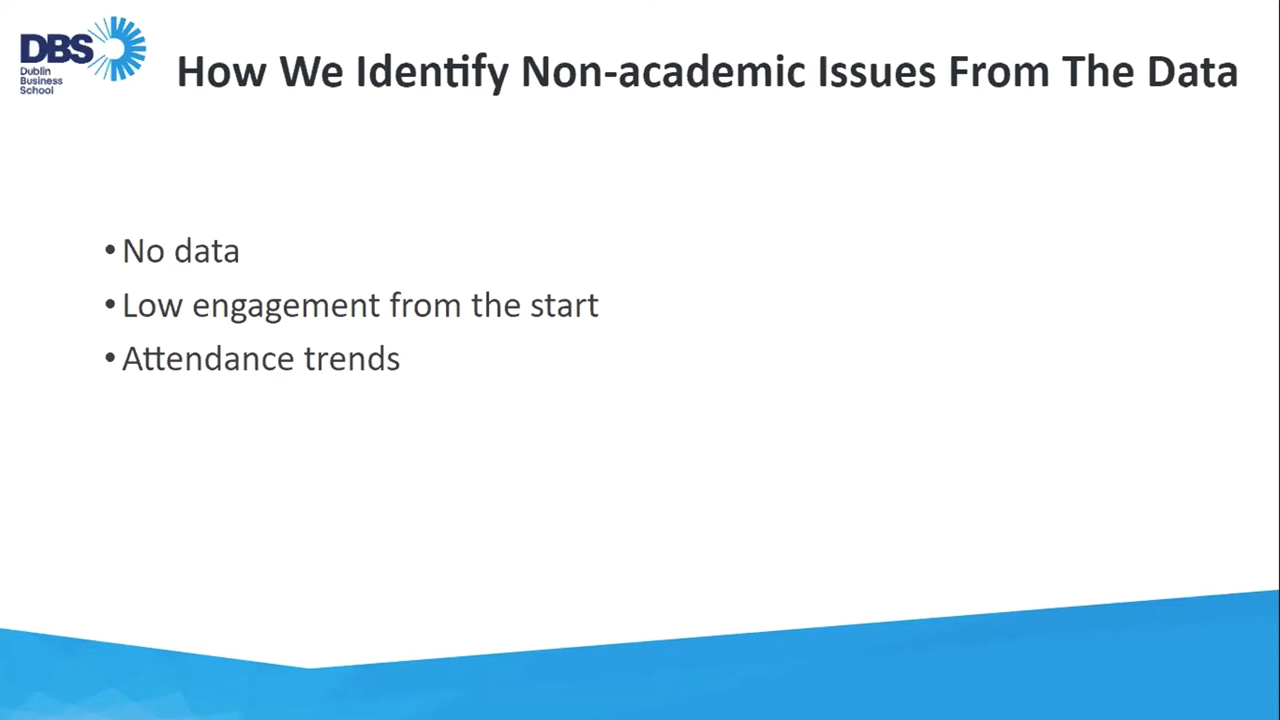 DBS
Dublin
Business
School
How We Identify Non-academic Issues From The Data
• No data
• Low engagement from the start
• Attendance trends